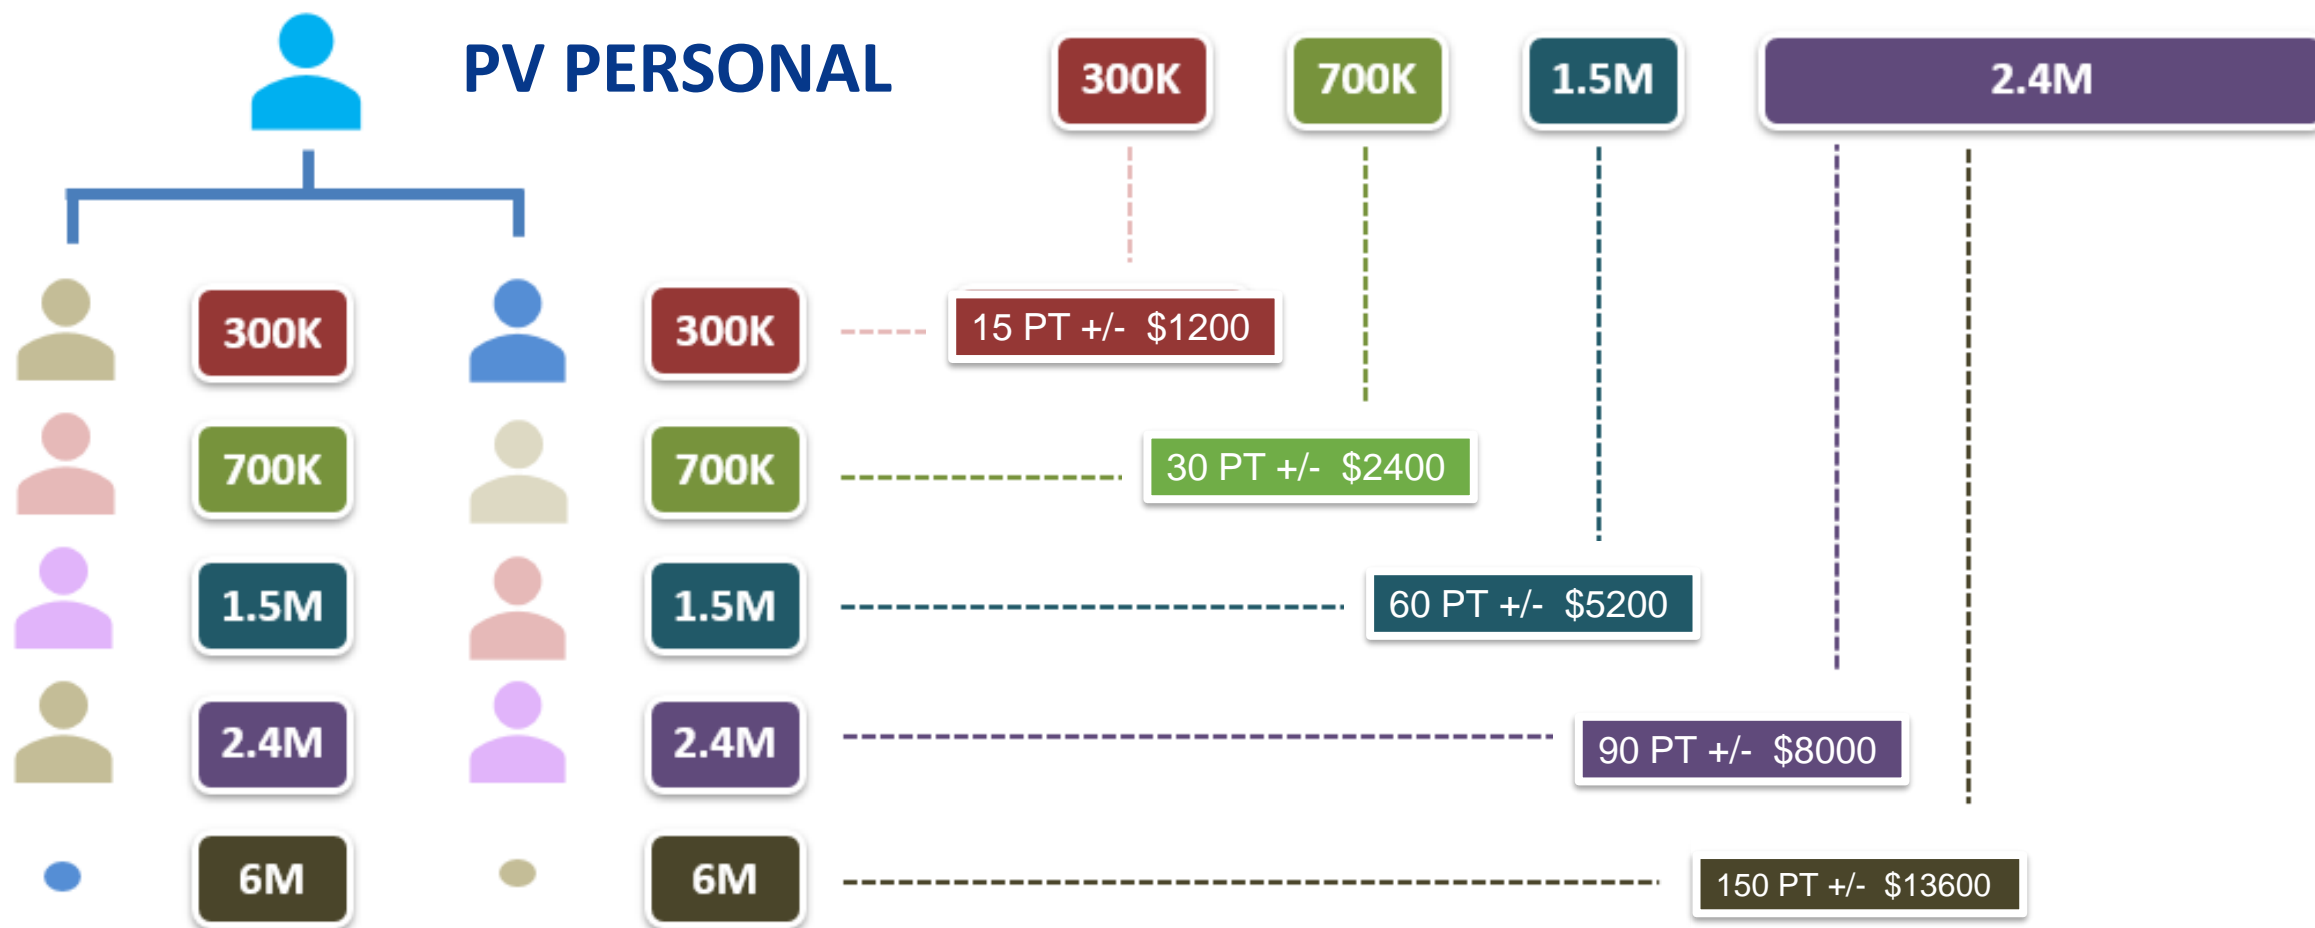 PV PERSONAL 300K 700K 1.5M 2.4M
300K 300K 15 PT +/- $1200
700K 700K 30 PT +/- $2400
1.5M 1.5M 60 PT +/- $5200
2.4M 2.4M 90 PT +/- $8000
6M 6M 150 PT +/- $13600